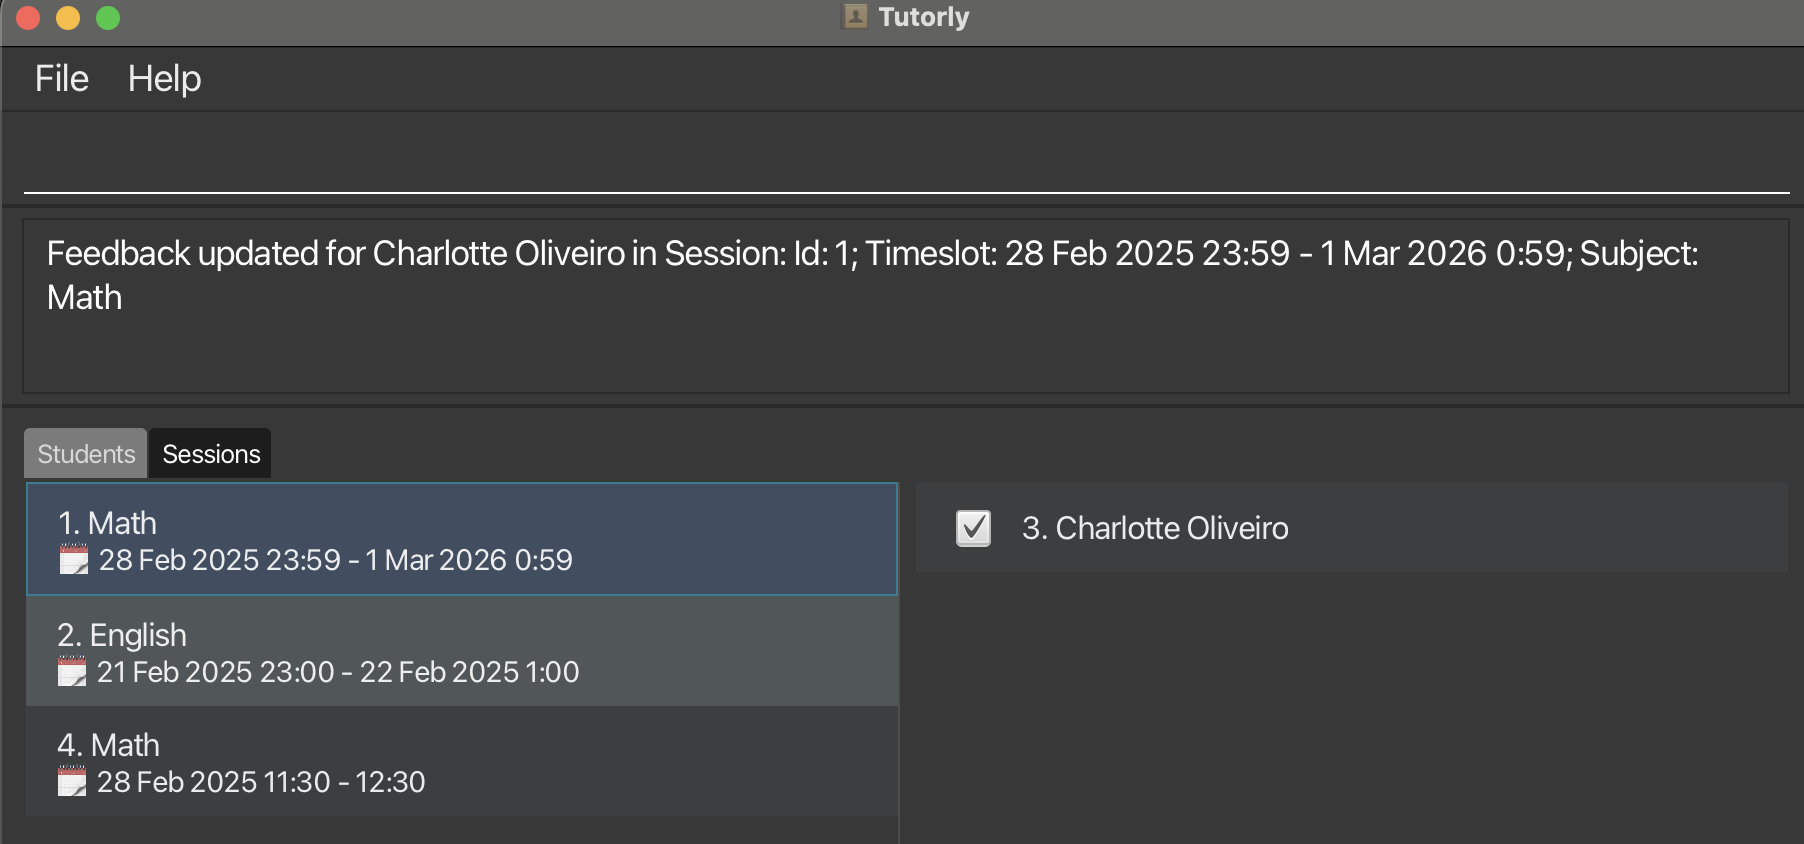 Tutorly
File Help
Feedback updated for Charlotte Oliveiro in Session: Id: 1; Timeslot: 28 Feb 2025 23:59 - 1 Mar 2026 0:59; Subject:
Math
Students Sessions
1. Math
28 Feb 2025 23:59 - 1 Mar 2026 0:59
2. English
21 Feb 2025 23:00 - 22 Feb 2025 1:00
4. Math
28 Feb 2025 11:30 - 12:30
3. Charlotte Oliveiro